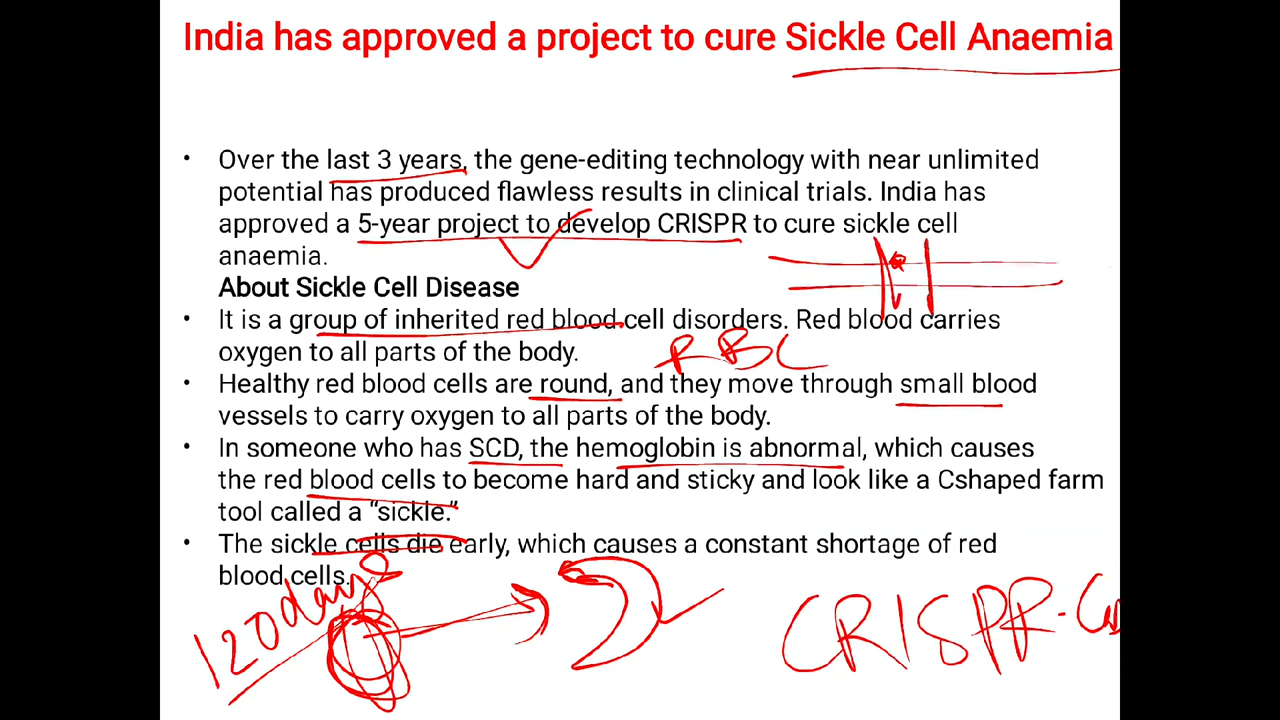 India has approved a project to cure Sickle Cell Anaemia
• Over the last 3 years, the gene-editing technology with near unlimited
potential has produced flawless results in clinical trials. India has
approved a 5-year project to develop CRISPR to cure sickle cell
anaemia.
About Sickle Cell Disease
• It is a group of inherited red blood cell disorders. Red blood carries
oxygen to all parts of the body.
RBC
• Healthy red blood cells are round, and they move through small blood
vessels to carry oxygen to all parts of the body.
• In someone who has SCD, the hemoglobin is abnormal, which causes
the red blood cells to become hard and sticky and look like a Cshaped farm
tool called a “sickle.”
• The sickle cells die early, which causes a constant shortage of red
blood cells.
120 days
CRISPR-Cas